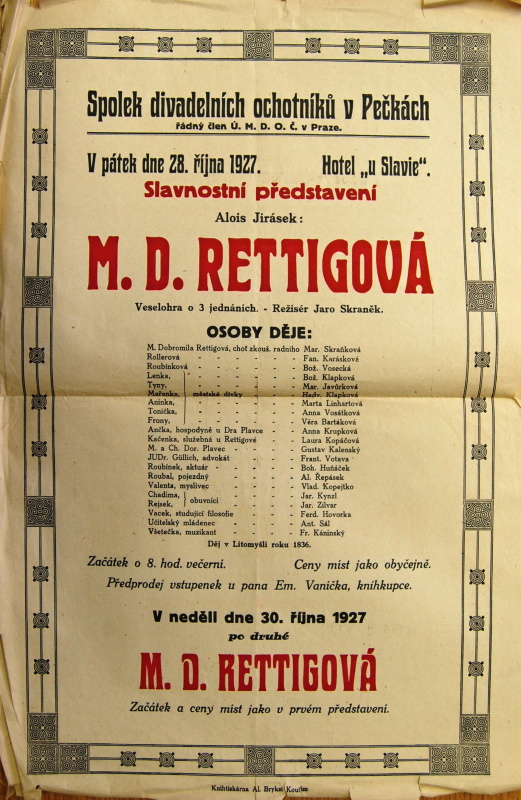 Spolek divadelních ochotníků v Pečkách
řádný člen Ú. M. D. O. Č. v Praze.
V pátek dne 28. října 1927. Hotel „u Slavie“.
Slavnostní představení
Alois Jirásek:
M. D. RETTIGOVÁ
Veselohra o 3 jednáních. - Režisér Jaro Skraněk.
OSOBY DĚJE:
M. Dobromila Rettigová, choť zkouš. radního Mar. Skraňková
Rollerová - - - - - - Fan. Karásková
Roubínková - - - - - - Bož. Vosecká
Lenka, - - - - - Bož. Klapková
Tyny, - - - - - Mar. Javůrková
Mařenka, městské dívky - - - Hedv. Klapková
Aninka, - - - - - Marta Linhartová
Tonička, - - - - - Anna Vosátková
Frony, - - - - - Věra Bartáková
Ančka, hospodyně u Dra Plavce - - - Anna Krupková
Kačenka, služebná u Rettigové - - - Laura Kopáčová
M. a Ch. Dor. Plavec - - - - - Gustav Kalenský
JUDr. Güllich, advokát - - - - Frant. Votava
Roubínek, aktuár - - - - - Boh. Huňáček
Roubal, pojezdný - - - - - Al. Řepásek
Valenta, myslivec - - - - - Vlad. Kopejtko
Chadima, obuvníci - - - - Jar. Kynzl
Rejsek, - - - - Jar. Zilvar
Vacek, studující filosofie - - - - Ferd. Hovorka
Učitelský mládenec - - - - Ant. Sál
Všetečka, muzikant - - - - Fr. Káninský
Děj v Litomyšli roku 1836.
Začátek o 8. hod. večerní. Ceny míst jako obyčejně.
Předprodej vstupenek u pana Em. Vaníčka, knihkupce.
V neděli dne 30. října 1927
po druhé
M. D. RETTIGOVÁ
Začátek a ceny míst jako v prvém představení.
Knihtiskárna Al. Bryksí Kouřim